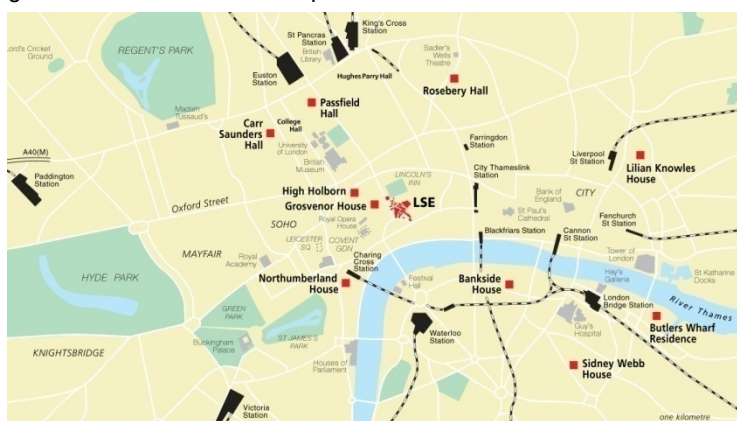 King's Cross
Station
St Pancras
Station
Lord's Cricket
Ground
REGENT'S PARK
British
Library
Sadler's
Wells
Theatre
Euston
Station
Hughes Parry Hall
Rosebery Hall
Passfield
Hall
Madam
Tussaud's
Carr
Saunders
Hall
College
Hall
University
of London
British
Museum
Farringdon
Station
Liverpool
St Station
Lilian Knowles
House
A40(M)
Paddington
Station
City Thameslink
Station
LINCOLN'S
INN
High Holborn
Grosvenor House
LSE
Oxford Street
Bank of
England
CITY
St Paul's
Cathedral
Fenchurch
St Station
SOHO
Royal Opera
House
Blackfriars Station
Cannon
St Station
MAYFAIR
LEICESTER
SQ
COVENT
GDN
Royal
Academy
Charing
Cross
Station
Tower of
London
HYDE PARK
Northumberland
House
Festival
Hall
Bankside
House
Hay's
Galleria
St Katharine
Docks
London
Bridge Station
River Thames
GREEN
PARK
Guy's
Hospital
Butlers Wharf
Residence
Buckingham
Palace
ST JAMES'S
PARK
Waterloo
Station
KNIGHTSBRIDGE
Houses of
Parliament
Sidney Webb
House
Victoria
Station
one kilometre